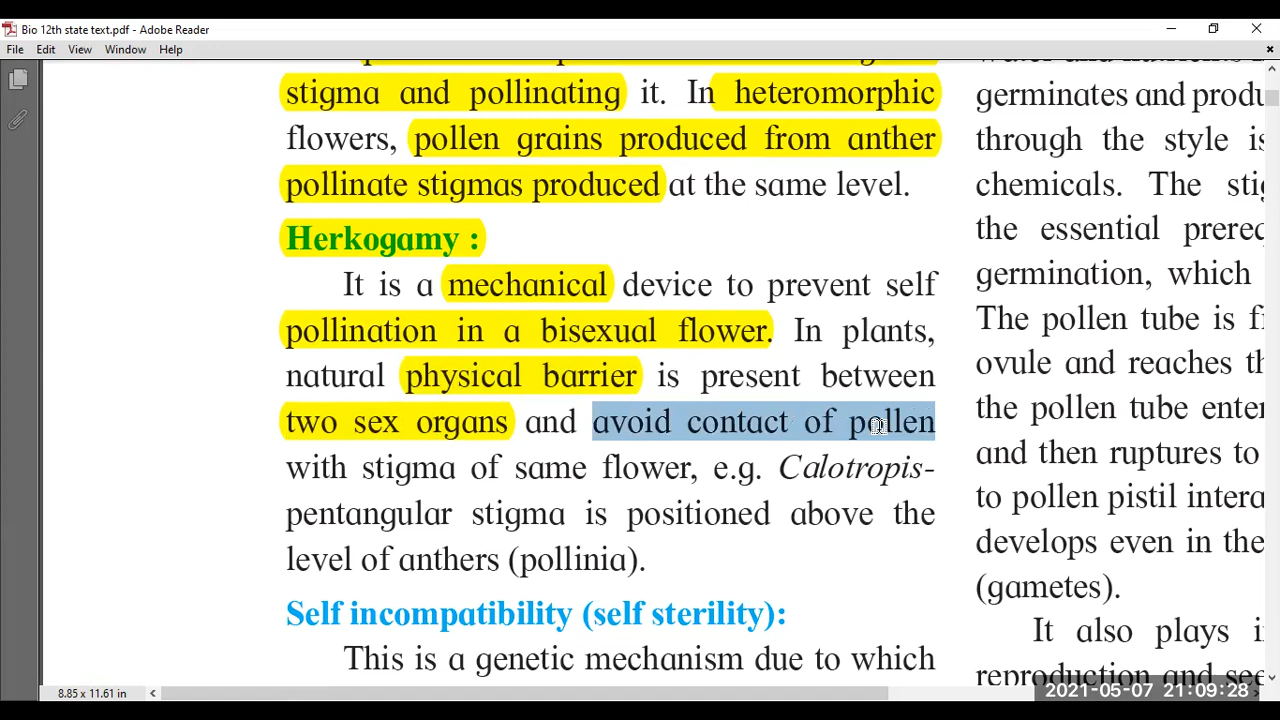 Bio 12th state text.pdf - Adobe Reader
File Edit View Window Help
stigma and pollinating it. In heteromorphic
flowers, pollen grains produced from anther
pollinate stigmas produced at the same level.
Herkogamy :
It is a mechanical device to prevent self
pollination in a bisexual flower. In plants,
natural physical barrier is present between
two sex organs and avoid contact of pollen
with stigma of same flower, e.g. Calotropis-
pentangular stigma is positioned above the
level of anthers (pollinia).
Self incompatibility (self sterility):
This is a genetic mechanism due to which
germinates and produ
through the style is
chemicals. The stig
the essential prereq
germination, which
The pollen tube is fi
ovule and reaches th
the pollen tube enter
and then ruptures to
to pollen pistil intera
develops even in the
(gametes).
It also plays i
reproduction and see
8.85 x 11.61 in
2021-05-07 21:09:28